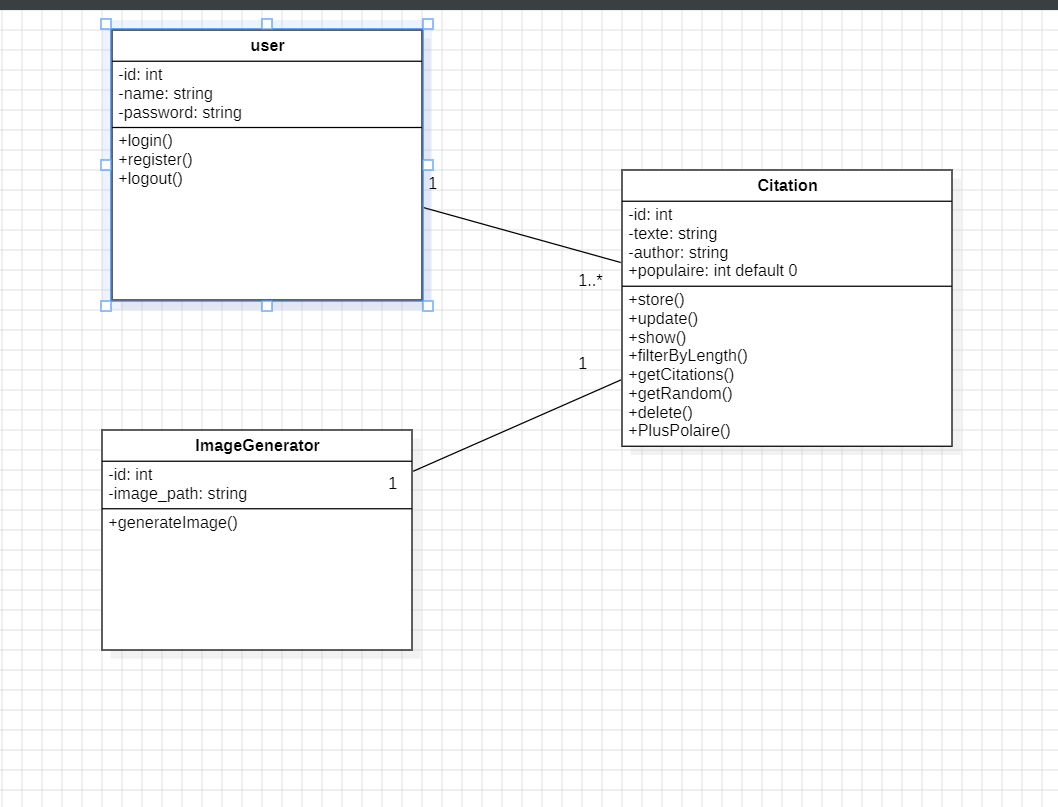 user
-id: int
-name: string
-password: string
+login()
+register()
+logout()
1
1..*
Citation
-id: int
-texte: string
-author: string
+populaire: int default 0
+store()
+update()
+show()
+filterByLength()
+getCitations()
+getRandom()
+delete()
+PlusPolaire()
1
1
ImageGenerator
-id: int
-image_path: string
+generateImage()